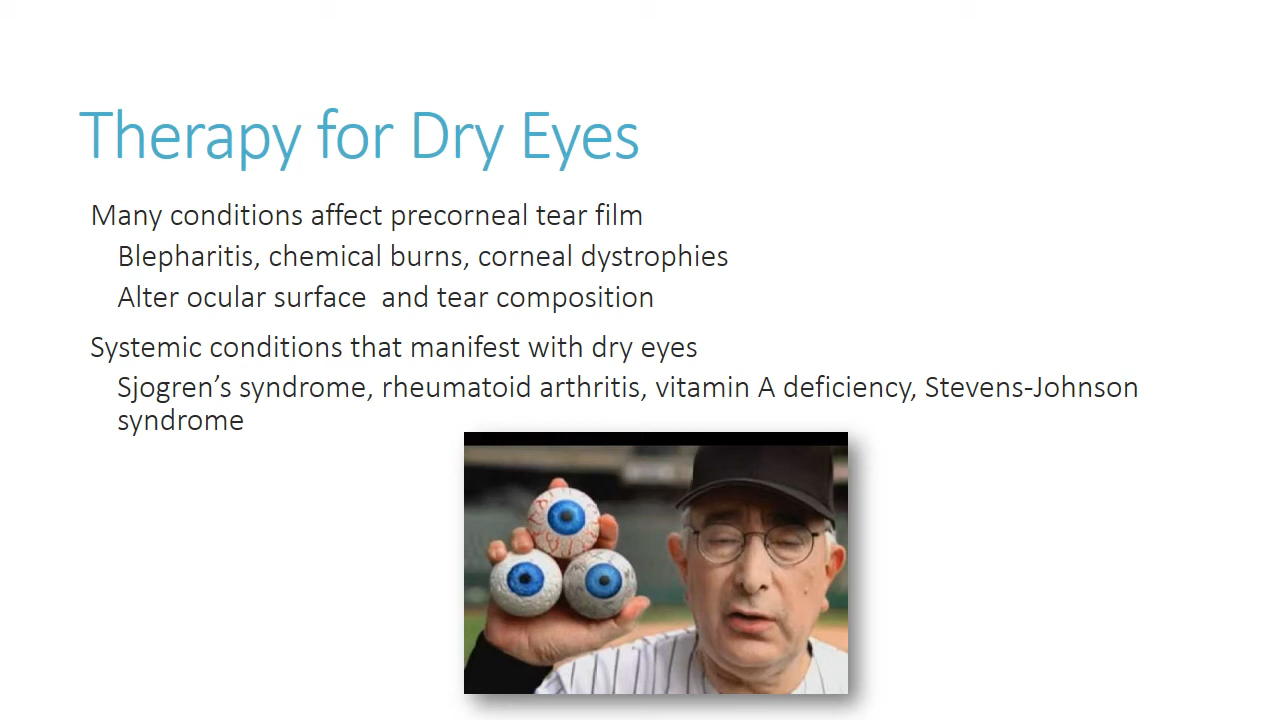 Therapy for Dry Eyes
Many conditions affect precorneal tear film
Blepharitis, chemical burns, corneal dystrophies
Alter ocular surface  and tear composition
Systemic conditions that manifest with dry eyes
Sjogren’s syndrome, rheumatoid arthritis, vitamin A deficiency, Stevens-Johnson
syndrome